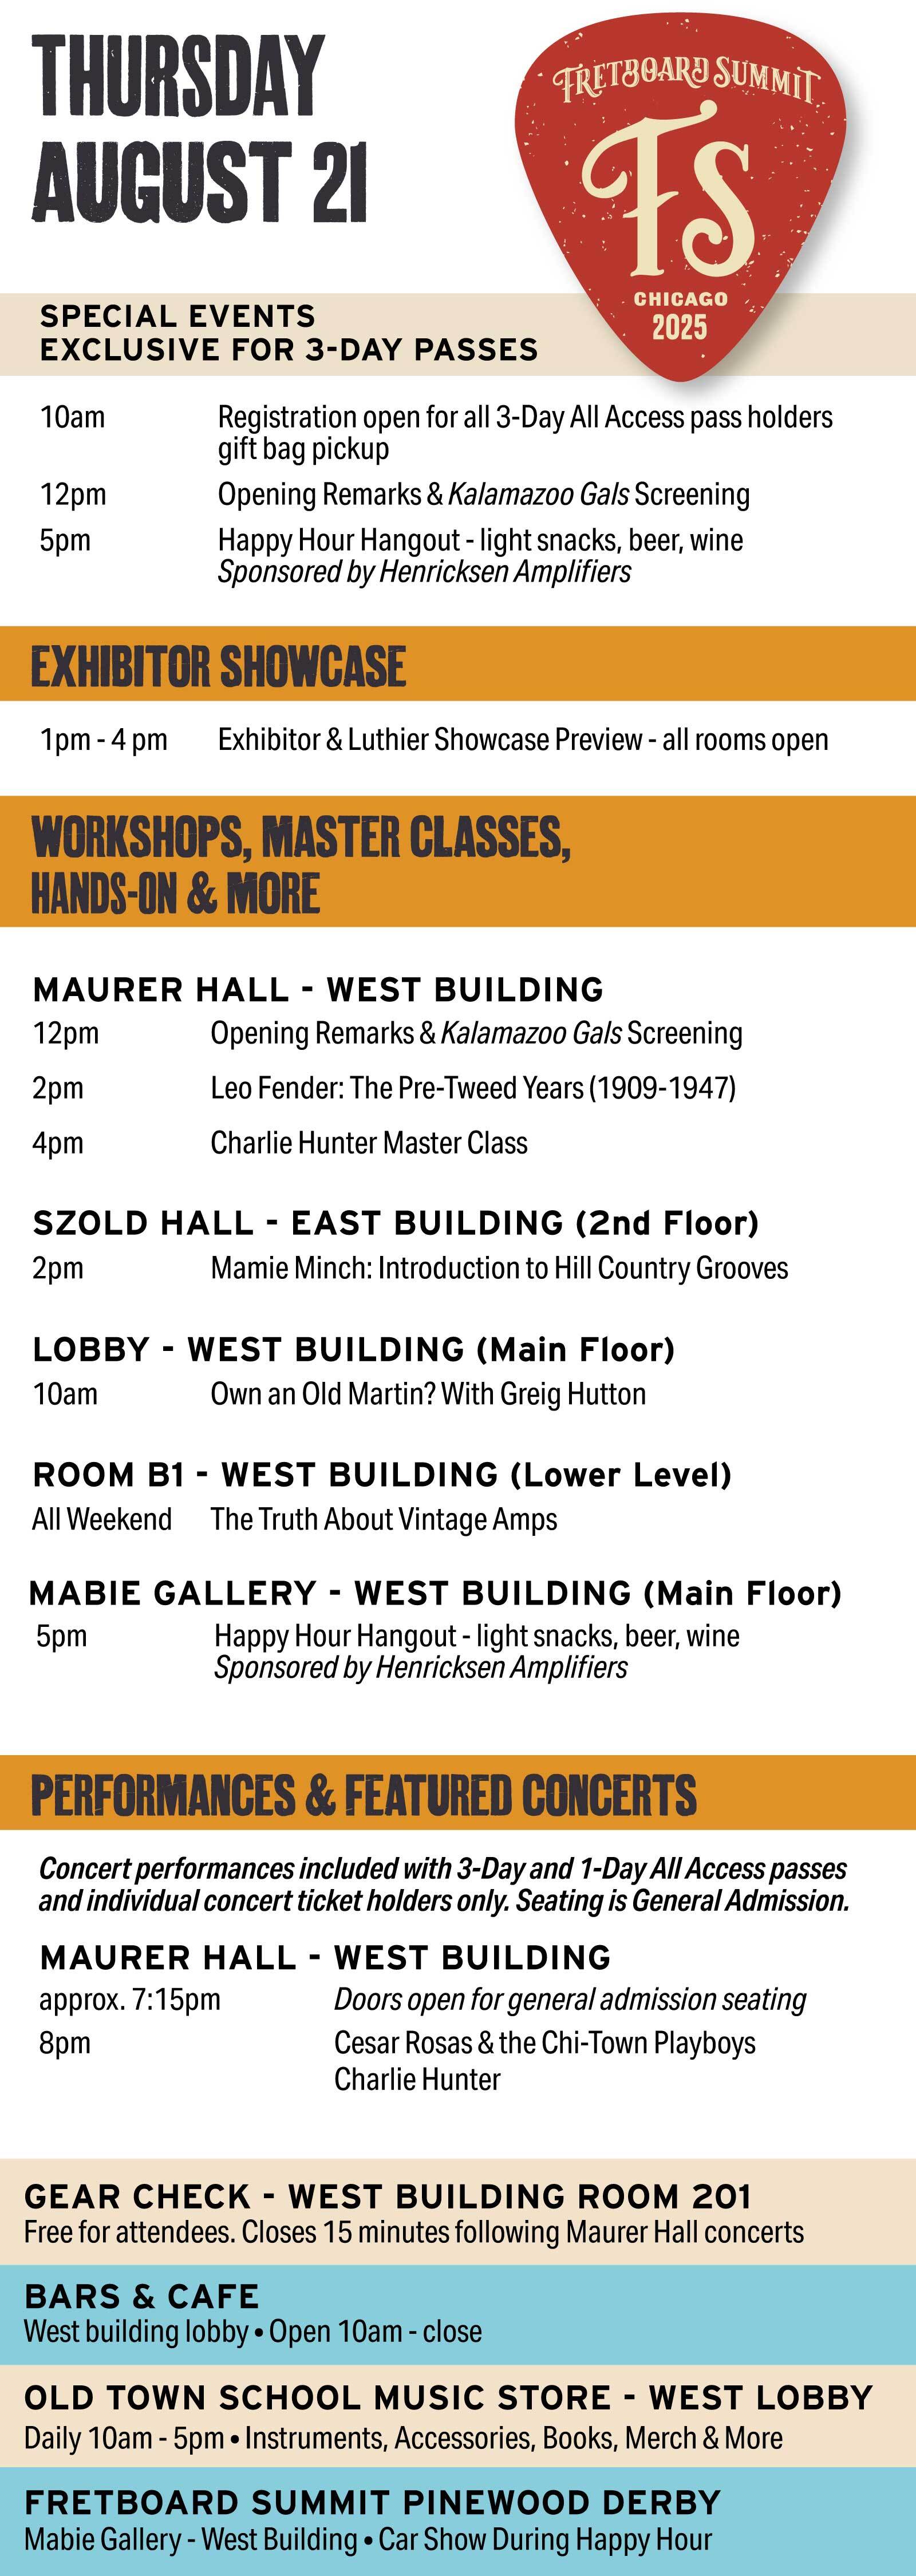 THURSDAY
AUGUST 21
FRETBOARD SUMMIT
FS
CHICAGO
2025
SPECIAL EVENTS
EXCLUSIVE FOR 3-DAY PASSES
10am Registration open for all 3-Day All Access pass holders
gift bag pickup
12pm Opening Remarks & Kalamazoo Gals Screening
5pm Happy Hour Hangout - light snacks, beer, wine
Sponsored by Henricksen Amplifiers
EXHIBITOR SHOWCASE
1pm - 4 pm Exhibitor & Luthier Showcase Preview - all rooms open
WORKSHOPS, MASTER CLASSES,
HANDS-ON & MORE
MAURER HALL - WEST BUILDING
12pm Opening Remarks & Kalamazoo Gals Screening
2pm Leo Fender: The Pre-Tweed Years (1909-1947)
4pm Charlie Hunter Master Class
SZOLD HALL - EAST BUILDING (2nd Floor)
2pm Mamie Minch: Introduction to Hill Country Grooves
LOBBY - WEST BUILDING (Main Floor)
10am Own an Old Martin? With Greig Hutton
ROOM B1 - WEST BUILDING (Lower Level)
All Weekend The Truth About Vintage Amps
MABIE GALLERY - WEST BUILDING (Main Floor)
5pm Happy Hour Hangout - light snacks, beer, wine
Sponsored by Henricksen Amplifiers
PERFORMANCES & FEATURED CONCERTS
Concert performances included with 3-Day and 1-Day All Access passes
and individual concert ticket holders only. Seating is General Admission.
MAURER HALL - WEST BUILDING
approx. 7:15pm Doors open for general admission seating
8pm Cesar Rosas & the Chi-Town Playboys
Charlie Hunter
GEAR CHECK - WEST BUILDING ROOM 201
Free for attendees. Closes 15 minutes following Maurer Hall concerts
BARS & CAFE
West building lobby • Open 10am - close
OLD TOWN SCHOOL MUSIC STORE - WEST LOBBY
Daily 10am - 5pm • Instruments, Accessories, Books, Merch & More
FRETBOARD SUMMIT PINEWOOD DERBY
Mabie Gallery - West Building • Car Show During Happy Hour